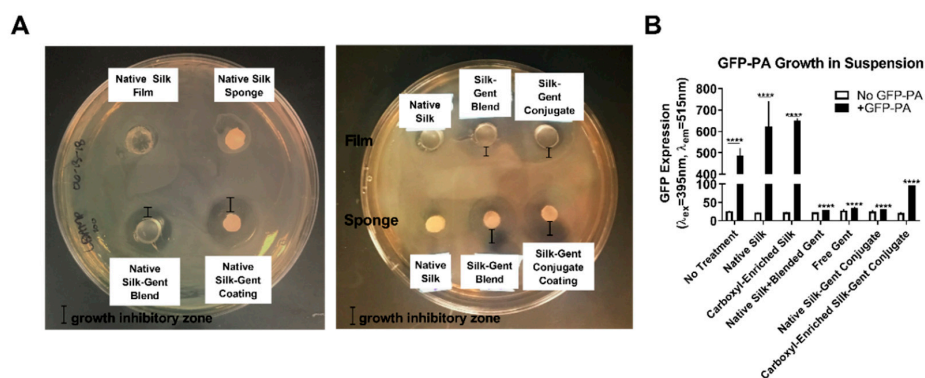 A
Native Silk
Film
Native Silk
Sponge
Native
Silk-Gent
Blend
Native
Silk-Gent
Coating
growth inhibitory zone
Native
Silk
Silk-
Gent
Blend
Silk-
Gent
Conjugate
Film
Sponge
Native
Silk
Silk-Gent
Blend
Silk-Gent
Conjugate
Coating
growth inhibitory zone
B
GFP-PA Growth in Suspension
No GFP-PA
+GFP-PA
GFP Expression
(λex=395nm, λem=515nm)
800
700
600
500
400
100
50
0
****
****
****
****
****
****
****
No Treatment
Native Silk
Carboxyl-Enriched Silk
Native Silk+Blended Gent
Free Gent
Native Silk-Gent Conjugate
Carboxyl-Enriched Silk-Gent Conjugate